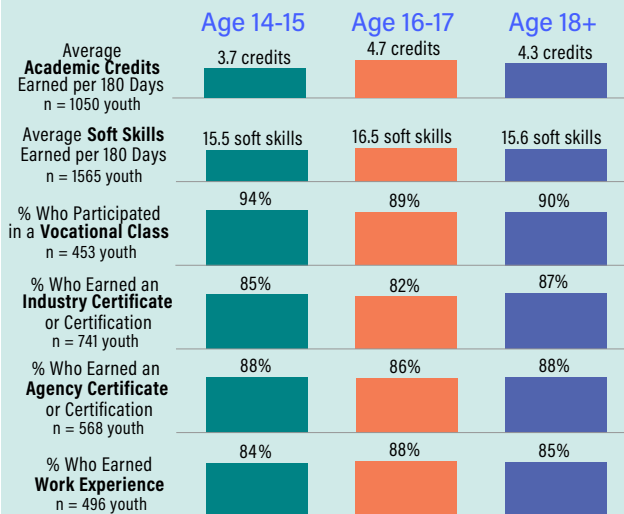 Age 14-15 Age 16-17 Age 18+
Average
Academic Credits
Earned per 180 Days
n = 1050 youth
3.7 credits 4.7 credits 4.3 credits
Average Soft Skills
Earned per 180 Days
n = 1565 youth
15.5 soft skills 16.5 soft skills 15.6 soft skills
% Who Participated
in a Vocational Class
n = 453 youth
94% 89% 90%
% Who Earned an
Industry Certificate
or Certification
n = 741 youth
85% 82% 87%
% Who Earned an
Agency Certificate
or Certification
n = 568 youth
88% 86% 88%
% Who Earned
Work Experience
n = 496 youth
84% 88% 85%